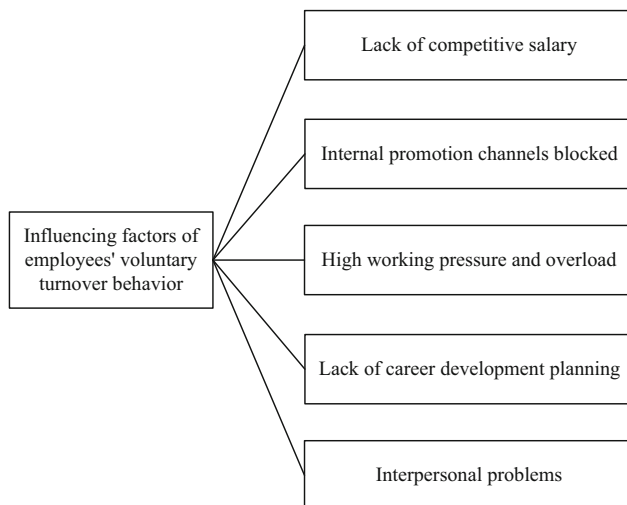 Lack of competitive salary
Internal promotion channels blocked
Influencing factors of
employees' voluntary
turnover behavior
High working pressure and overload
Lack of career development planning
Interpersonal problems